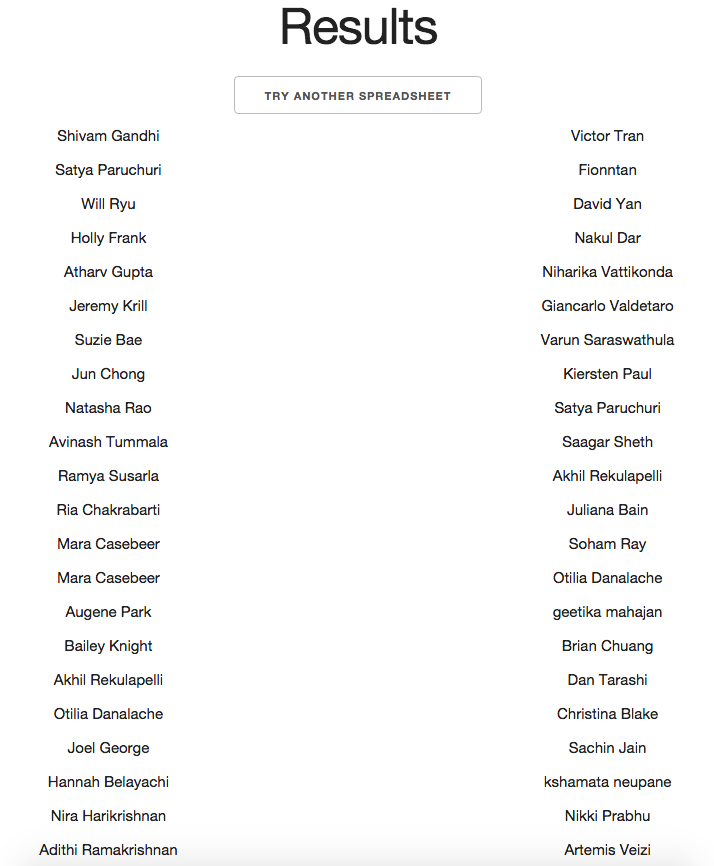 Results
TRY ANOTHER SPREADSHEET
Shivam Gandhi Victor Tran
Satya Paruchuri Fionntan
Will Ryu David Yan
Holly Frank Nakul Dar
Atharv Gupta Niharika Vattikonda
Jeremy Krill Giancarlo Valdetaro
Suzie Bae Varun Saraswathula
Jun Chong Kiersten Paul
Natasha Rao Satya Paruchuri
Avinash Tummala Saagar Sheth
Ramya Susarla Akhil Rekulapelli
Ria Chakrabarti Juliana Bain
Mara Casebeer Soham Ray
Mara Casebeer Otilia Danalache
Augene Park geetika mahajan
Bailey Knight Brian Chuang
Akhil Rekulapelli Dan Tarashi
Otilia Danalache Christina Blake
Joel George Sachin Jain
Hannah Belayachi kshamata neupane
Nira Harikrishnan Nikki Prabhu
Adithi Ramakrishnan Artemis Veizi